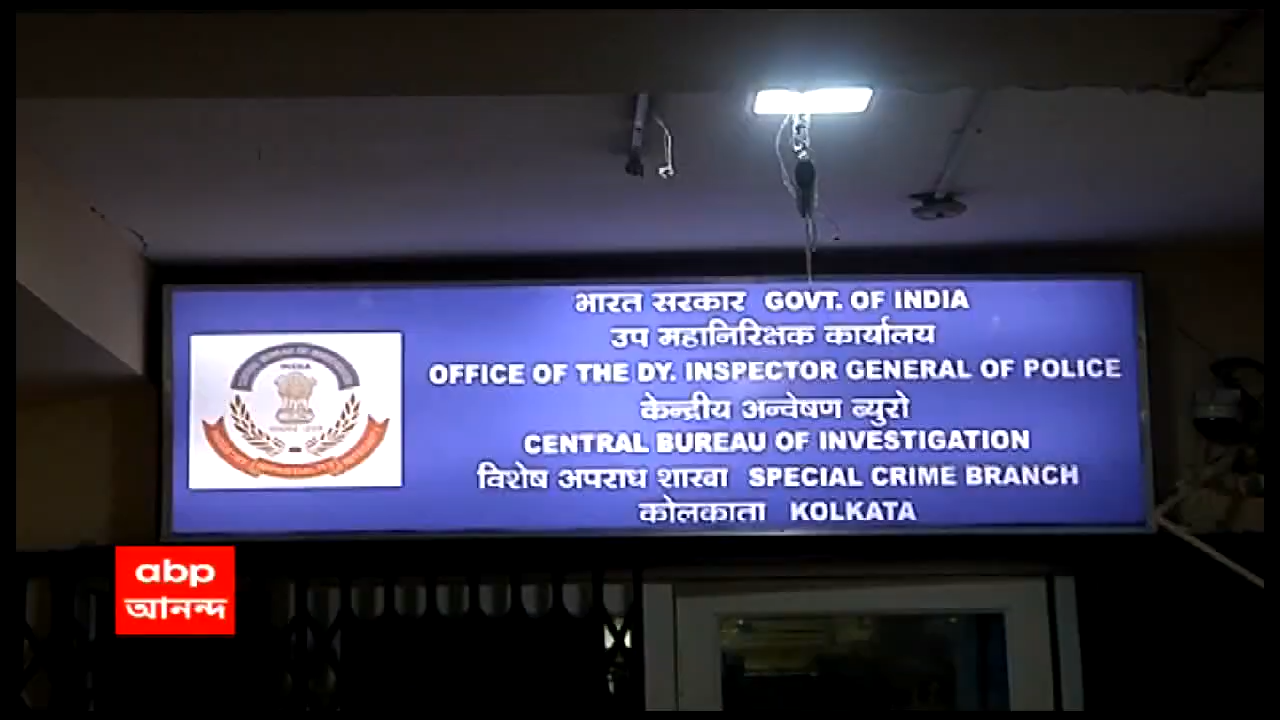 भारत सरकार GOVT. OF INDIA
उप महानिरिक्षक कार्यालय
OFFICE OF THE DY. INSPECTOR GENERAL OF POLICE
केन्द्रीय अन्वेषण ब्युरो
CENTRAL BUREAU OF INVESTIGATION
विशेष अपराध शाखा SPECIAL CRIME BRANCH
कोलकाता KOLKATA
INDIA
abp
আনন্দ